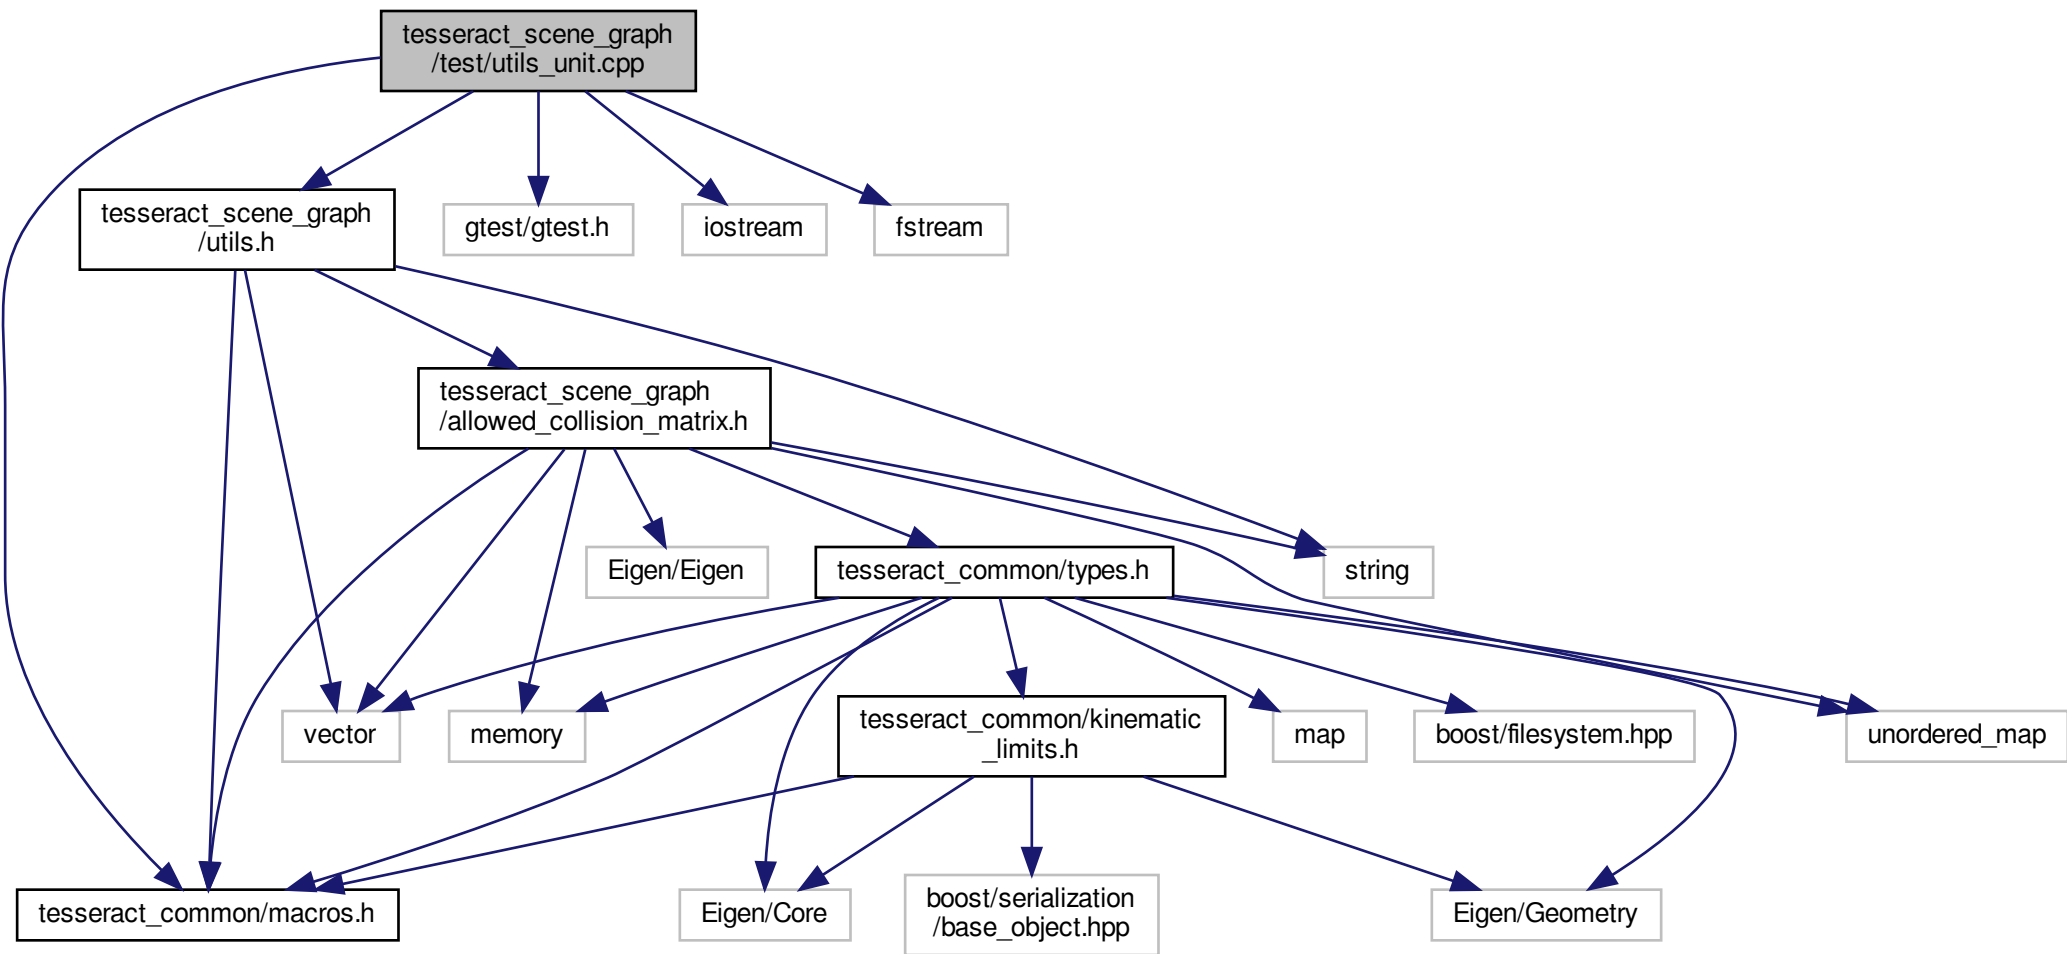 tesseract_scene_graph
/test/utils_unit.cpp
tesseract_scene_graph
/utils.h
gtest/gtest.h
iostream
fstream
tesseract_scene_graph
/allowed_collision_matrix.h
Eigen/Eigen
tesseract_common/types.h
string
vector
memory
tesseract_common/kinematic
_limits.h
map
boost/filesystem.hpp
unordered_map
tesseract_common/macros.h
Eigen/Core
boost/serialization
/base_object.hpp
Eigen/Geometry